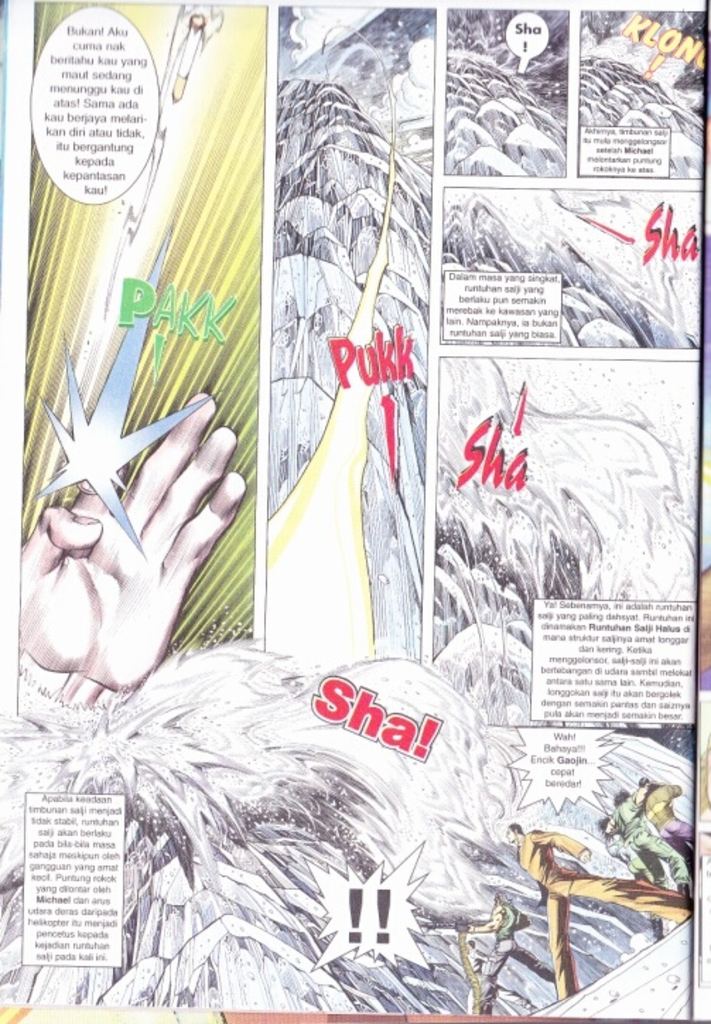 Bukan! Aku
cuma nak
beritahu kau yang
maut sedang
menunggu kau di
atas! Sama ada
kau berjaya melari-
kan diri atau tidak,
itu bergantung
kepada
kepantasan
kau!
PAKK!
PUKK!
Sha
!
KLONG
!
Akhirnya, timbunan salji
itu mula menggelongsor
setelah Michael
melontarkan puntung
rokoknya ke atas.
Sha
Dalam masa yang singkat,
runtuhan salji yang
berlaku pun semakin
merebak ke kawasan yang
lain. Nampaknya, ia bukan
runtuhan salji yang biasa.
Sha!
Ya! Sebenarnya, ini adalah runtuhan
salji yang paling dahsyat. Runtuhan ini
dinamakan Runtuhan Salji Halus di
mana struktur saljinya amat longgar
dan kering. Ketika
menggelonsor, salji-salji ini akan
berterbangan di udara sambil melekat
antara satu sama lain. Kemudian,
longgokan salji itu akan bergolek
dengan semakin pantas dan saiznya
pula akan menjadi semakin besar.
Sha!
Wah!
Bahaya!!!
Encik Gaojin...
cepat
beredar!
Apabila keadaan
timbunan salji menjadi
tidak stabil, runtuhan
salji akan berlaku
pada bila-bila masa
sahaja meskipun oleh
gangguan yang amat
kecil. Puntung rokok
yang dilontar oleh
Michael dan arus
udara deras daripada
helikopter itu menjadi
pencetus kepada
kejadian runtuhan
salji pada kali ini.
!!